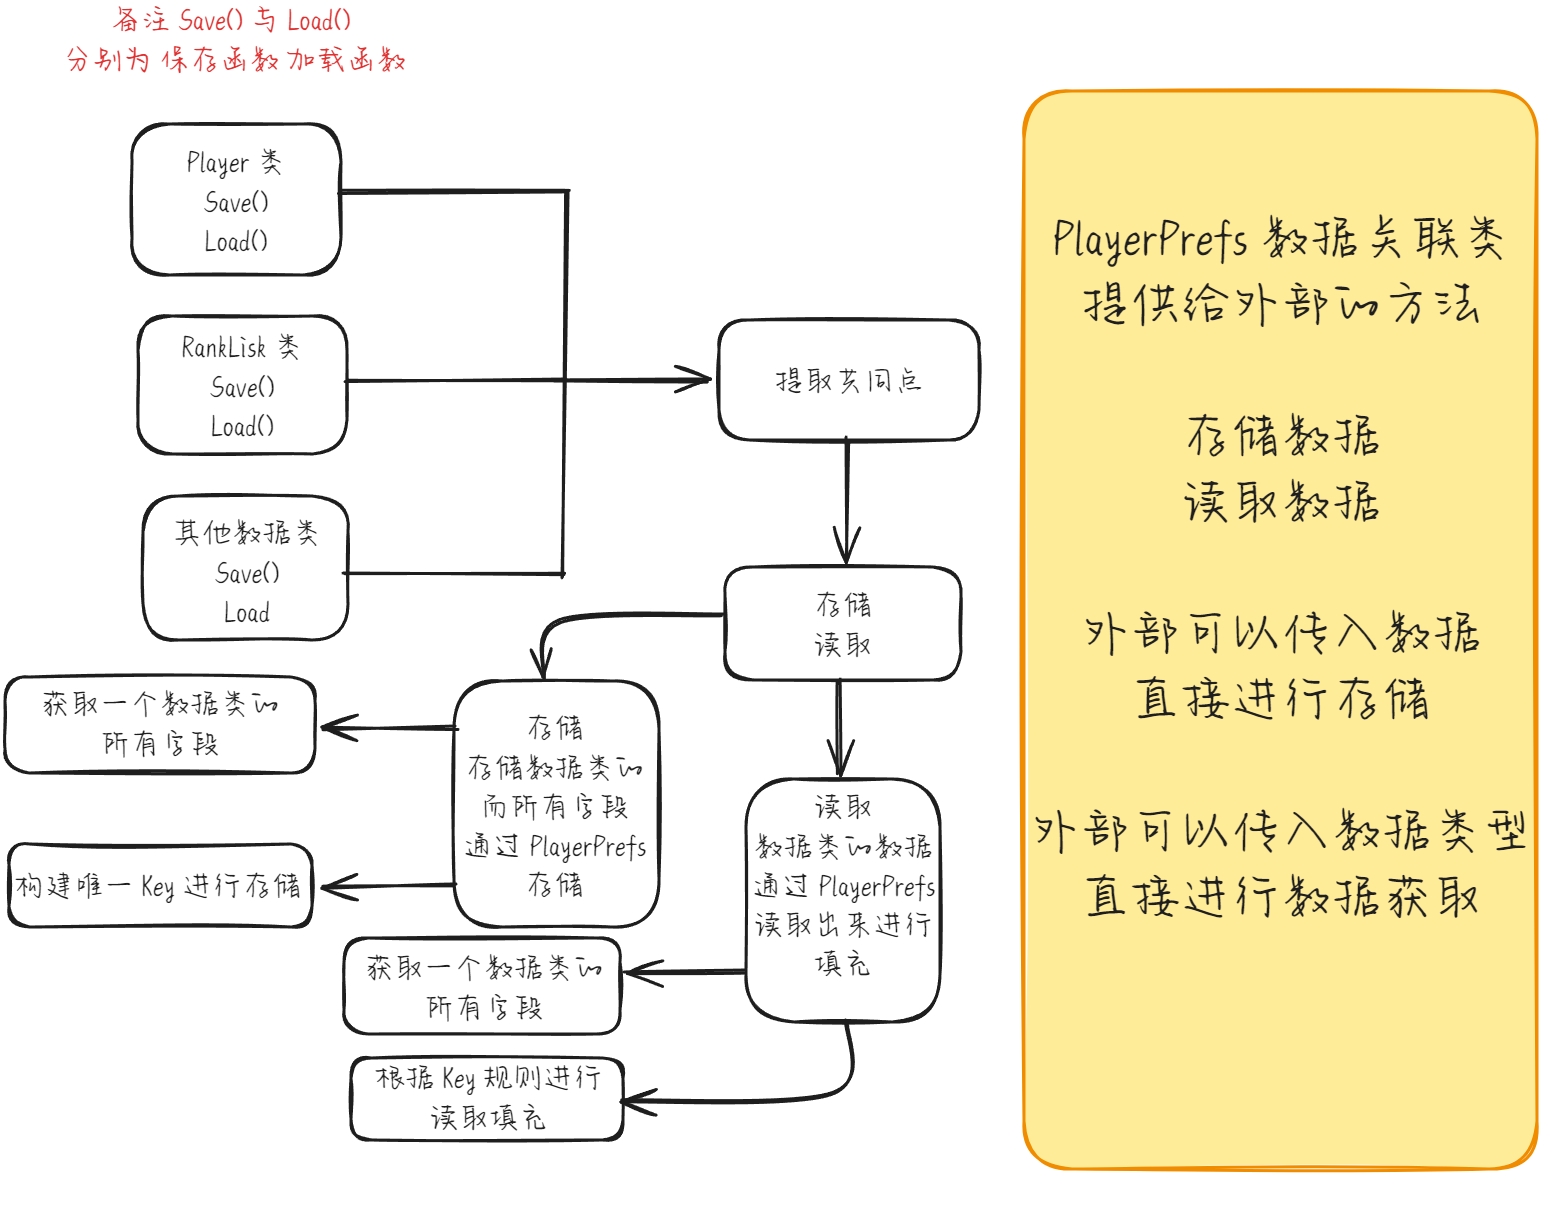 备注 Save() 与 Load()
分别为 保存函数 加载函数
Player 类
Save()
Load()
RankLisk 类
Save()
Load()
其他数据类
Save()
Load
提取共同点
存储
读取
存储
存储数据类的
而所有字段
通过 PlayerPrefs
存储
获取一个数据类的
所有字段
构建唯一 Key 进行存储
读取
数据类的数据
通过 PlayerPrefs
读取出来进行
填充
获取一个数据类的
所有字段
根据 Key 规则进行
读取填充
PlayerPrefs 数据关联类
提供给外部的方法
存储数据
读取数据
外部可以传入数据
直接进行存储
外部可以传入数据类型
直接进行数据获取